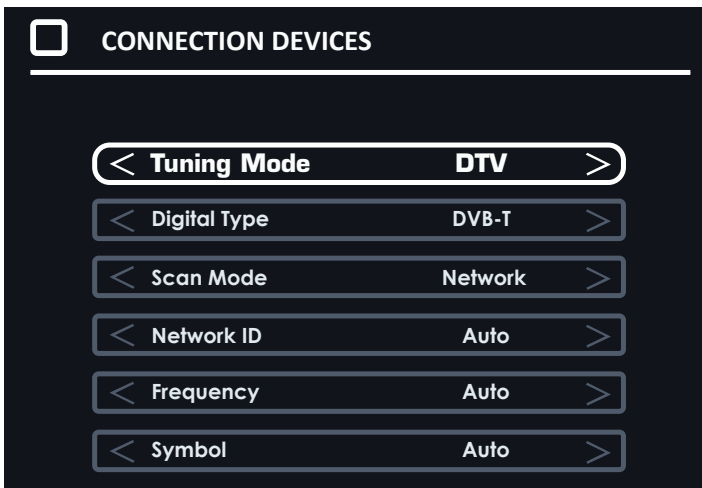 CONNECTION DEVICES
< Tuning Mode DTV >
< Digital Type DVB-T >
< Scan Mode Network >
< Network ID Auto >
< Frequency Auto >
< Symbol Auto >